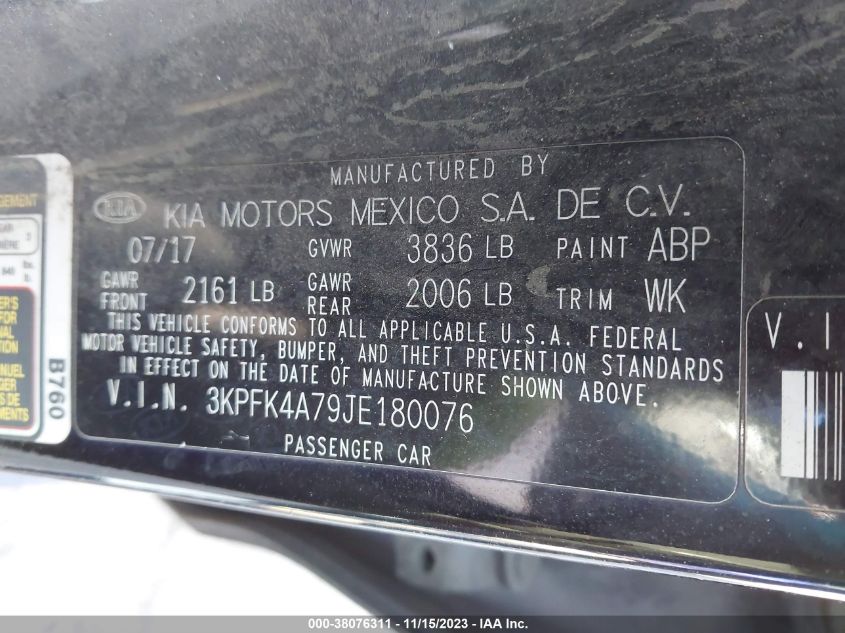 MANUFACTURED BY
KIA KIA MOTORS MEXICO S.A. DE C.V.
07/17 GVWR 3836 LB PAINT ABP
GAWR FRONT 2161 LB GAWR REAR 2006 LB TRIM WK
THIS VEHICLE CONFORMS TO ALL APPLICABLE U.S.A. FEDERAL
MOTOR VEHICLE SAFETY, BUMPER, AND THEFT PREVENTION STANDARDS
IN EFFECT ON THE DATE OF MANUFACTURE SHOWN ABOVE.
V.I.N. 3KPFK4A79JE180076
PASSENGER CAR
B760
V.I
000-38076311 - 11/15/2023 - IAA Inc.